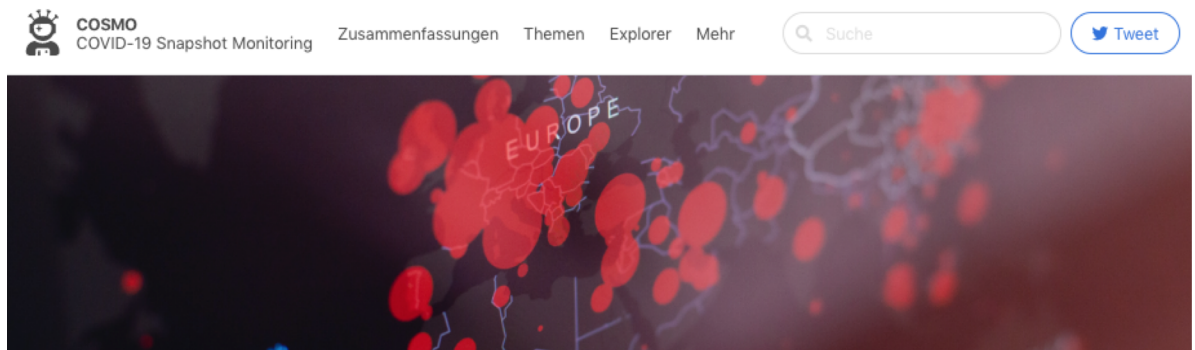 COSMO
COVID-19 Snapshot Monitoring
Zusammenfassungen Themen Explorer Mehr Suche Tweet
EUROPE